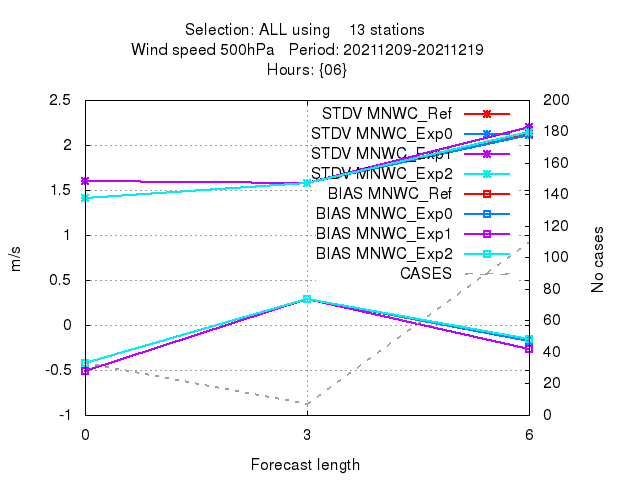 Selection: ALL using 13 stations
Wind speed 500hPa Period: 20211209-20211219
Hours: {06}
2.5
2
1.5
1
0.5
0
-0.5
-1
m/s
STDV MNWC_Ref
STDV MNWC_Exp0
STDV MNWC_Exp1
STDV MNWC_Exp2
BIAS MNWC_Ref
BIAS MNWC_Exp0
BIAS MNWC_Exp1
BIAS MNWC_Exp2
CASES
200
180
160
140
120
100
80
60
40
20
0
No cases
0 3 6
Forecast length